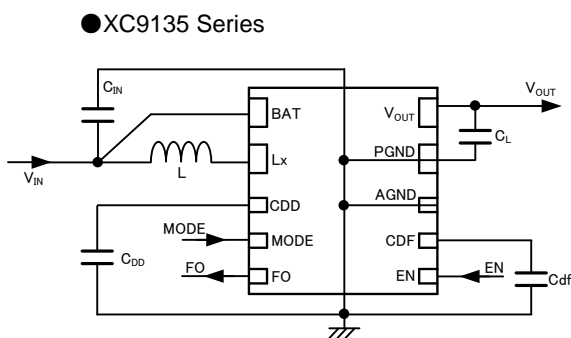 ●XC9135 Series
CIN
VOUT
BAT
VOUT
CL
PGND
Lx
VIN
L
AGND
CDD
MODE
MODE
CDF
CDD
FO
FO
EN
EN
Cdf